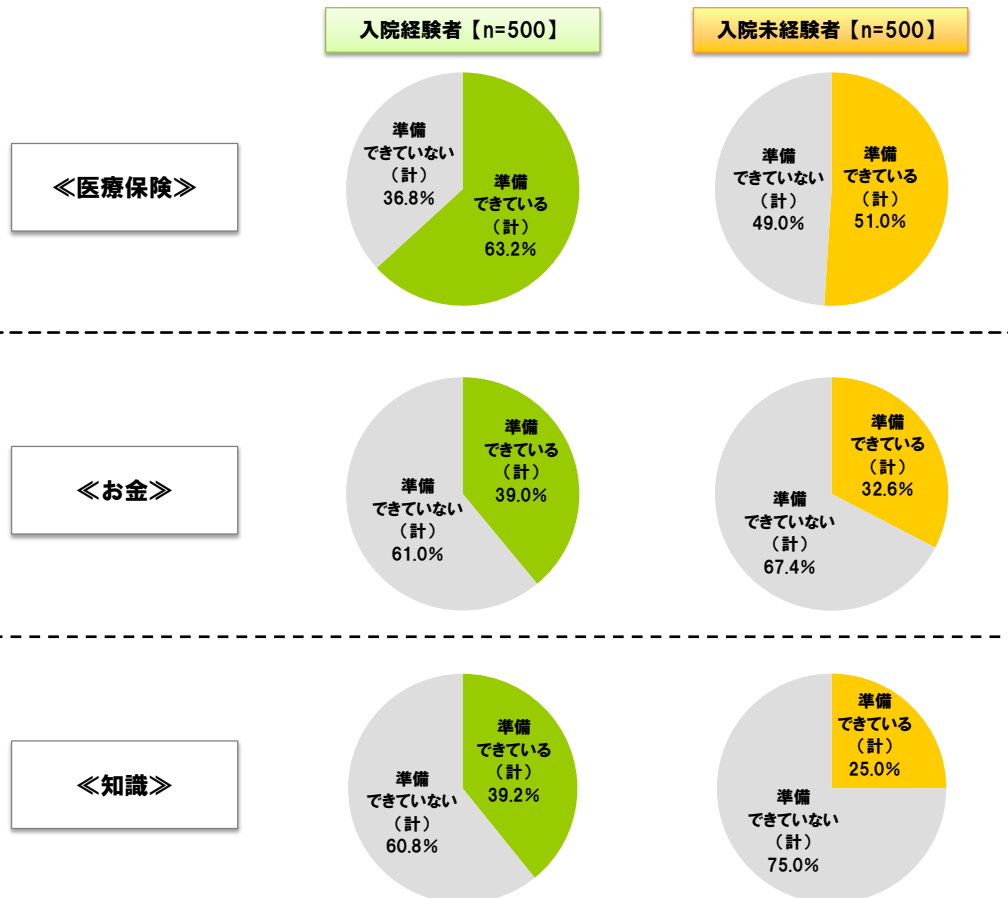 入院経験者【n=500】
入院未経験者【n=500】
≪医療保険≫
準備
できていない
（計）
36.8%
準備
できている
（計）
63.2%
準備
できていない
（計）
49.0%
準備
できている
（計）
51.0%
≪お金≫
準備
できていない
（計）
61.0%
準備
できている
（計）
39.0%
準備
できていない
（計）
67.4%
準備
できている
（計）
32.6%
≪知識≫
準備
できていない
（計）
60.8%
準備
できている
（計）
39.2%
準備
できていない
（計）
75.0%
準備
できている
（計）
25.0%